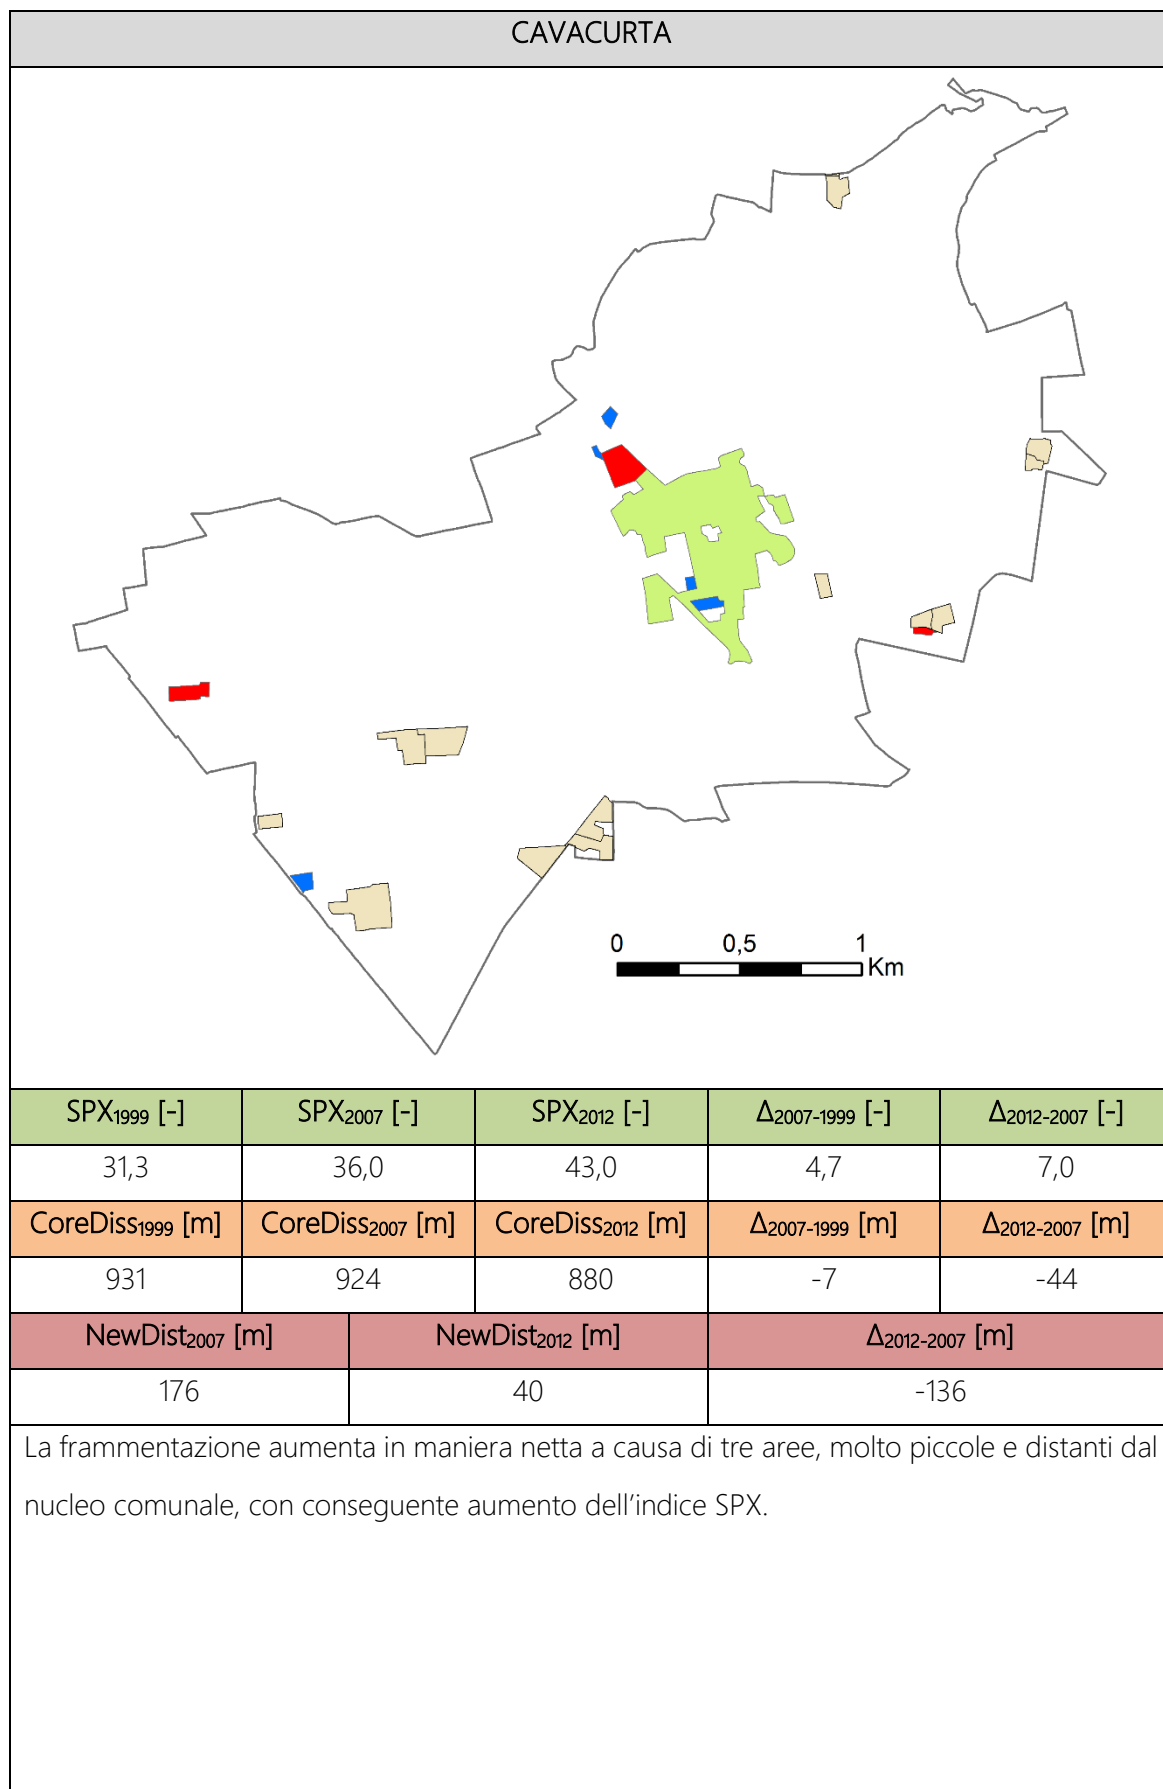 CAVACURTA
0 0,5 1
Km
SPX1999 [-] SPX2007 [-] SPX2012 [-] Δ2007-1999 [-] Δ2012-2007 [-]
31,3 36,0 43,0 4,7 7,0
CoreDiss1999 [m] CoreDiss2007 [m] CoreDiss2012 [m] Δ2007-1999 [m] Δ2012-2007 [m]
931 924 880 -7 -44
NewDist2007 [m] NewDist2012 [m] Δ2012-2007 [m]
176 40 -136
La frammentazione aumenta in maniera netta a causa di tre aree, molto piccole e distanti dal
nucleo comunale, con conseguente aumento dell’indice SPX.